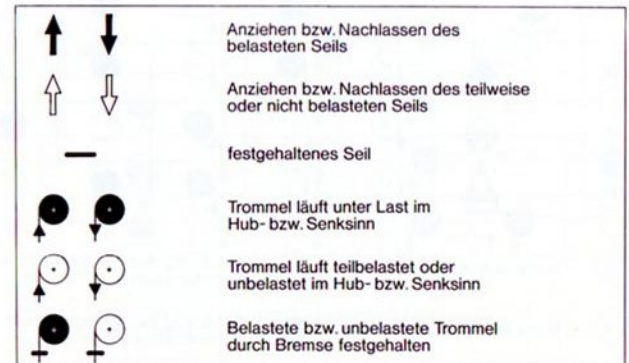 Anziehen bzw. Nachlassen des
belasteten Seils
Anziehen bzw. Nachlassen des teilweise
oder nicht belasteten Seils
festgehaltenes Seil
Trommel läuft unter Last im
Hub- bzw. Senksinn
Trommel läuft teilbelastet oder
unbelastet im Hub- bzw. Senksinn
Belastete bzw. unbelastete Trommel
durch Bremse festgehalten